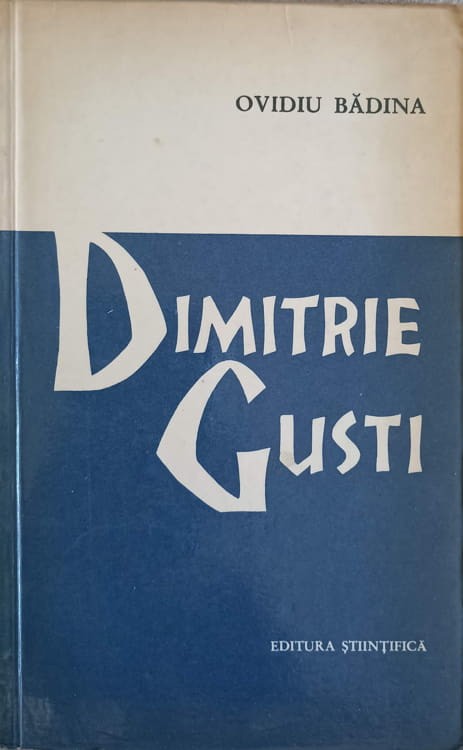 OVIDIU BĂDINA
DIMITRIE
GUSTI
EDITURA ŞTIINŢIFICĂ